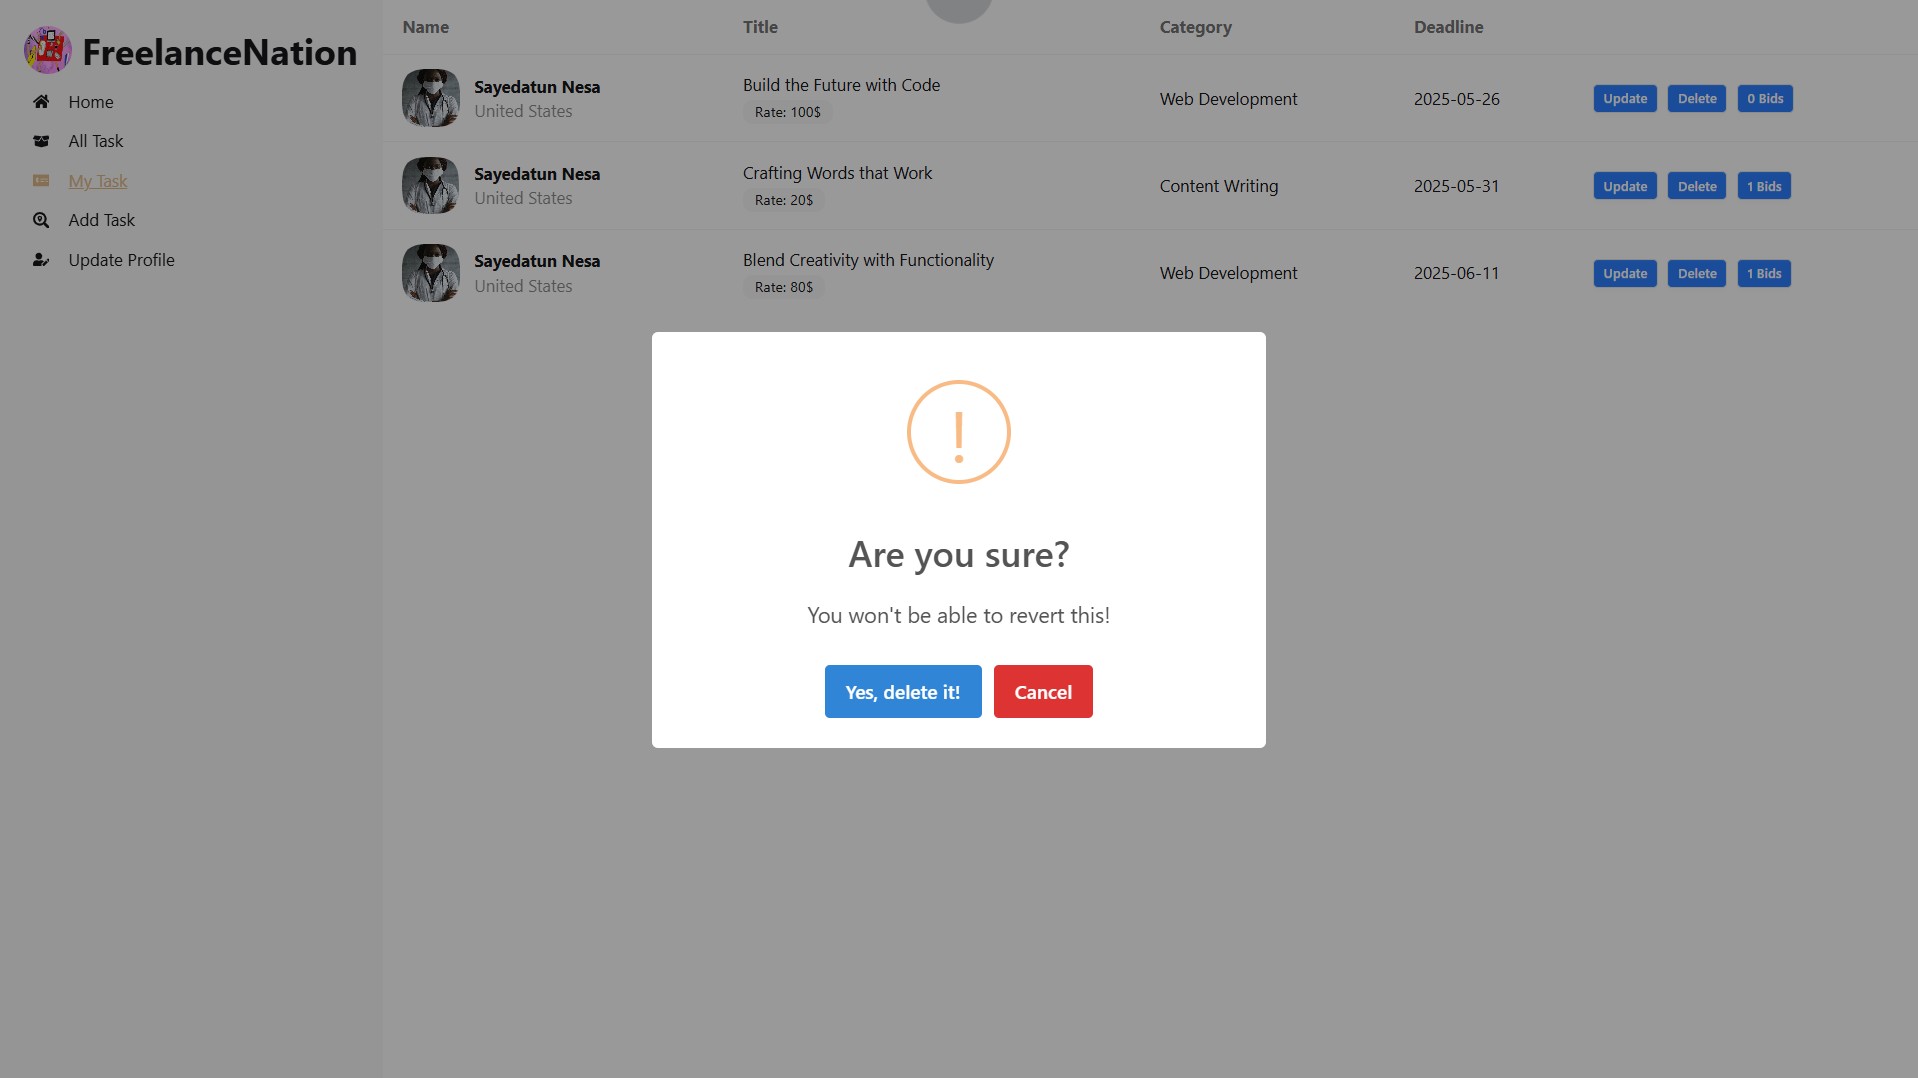 FreelanceNation
Home
All Task
My Task
Add Task
Update Profile
Name Title Category Deadline
Sayedatun Nesa
United States
Build the Future with Code
Rate: 100$
Web Development
2025-05-26
Update Delete 0 Bids
Sayedatun Nesa
United States
Crafting Words that Work
Rate: 20$
Content Writing
2025-05-31
Update Delete 1 Bids
Sayedatun Nesa
United States
Blend Creativity with Functionality
Rate: 80$
Web Development
2025-06-11
Update Delete 1 Bids
!
Are you sure?
You won't be able to revert this!
Yes, delete it! Cancel